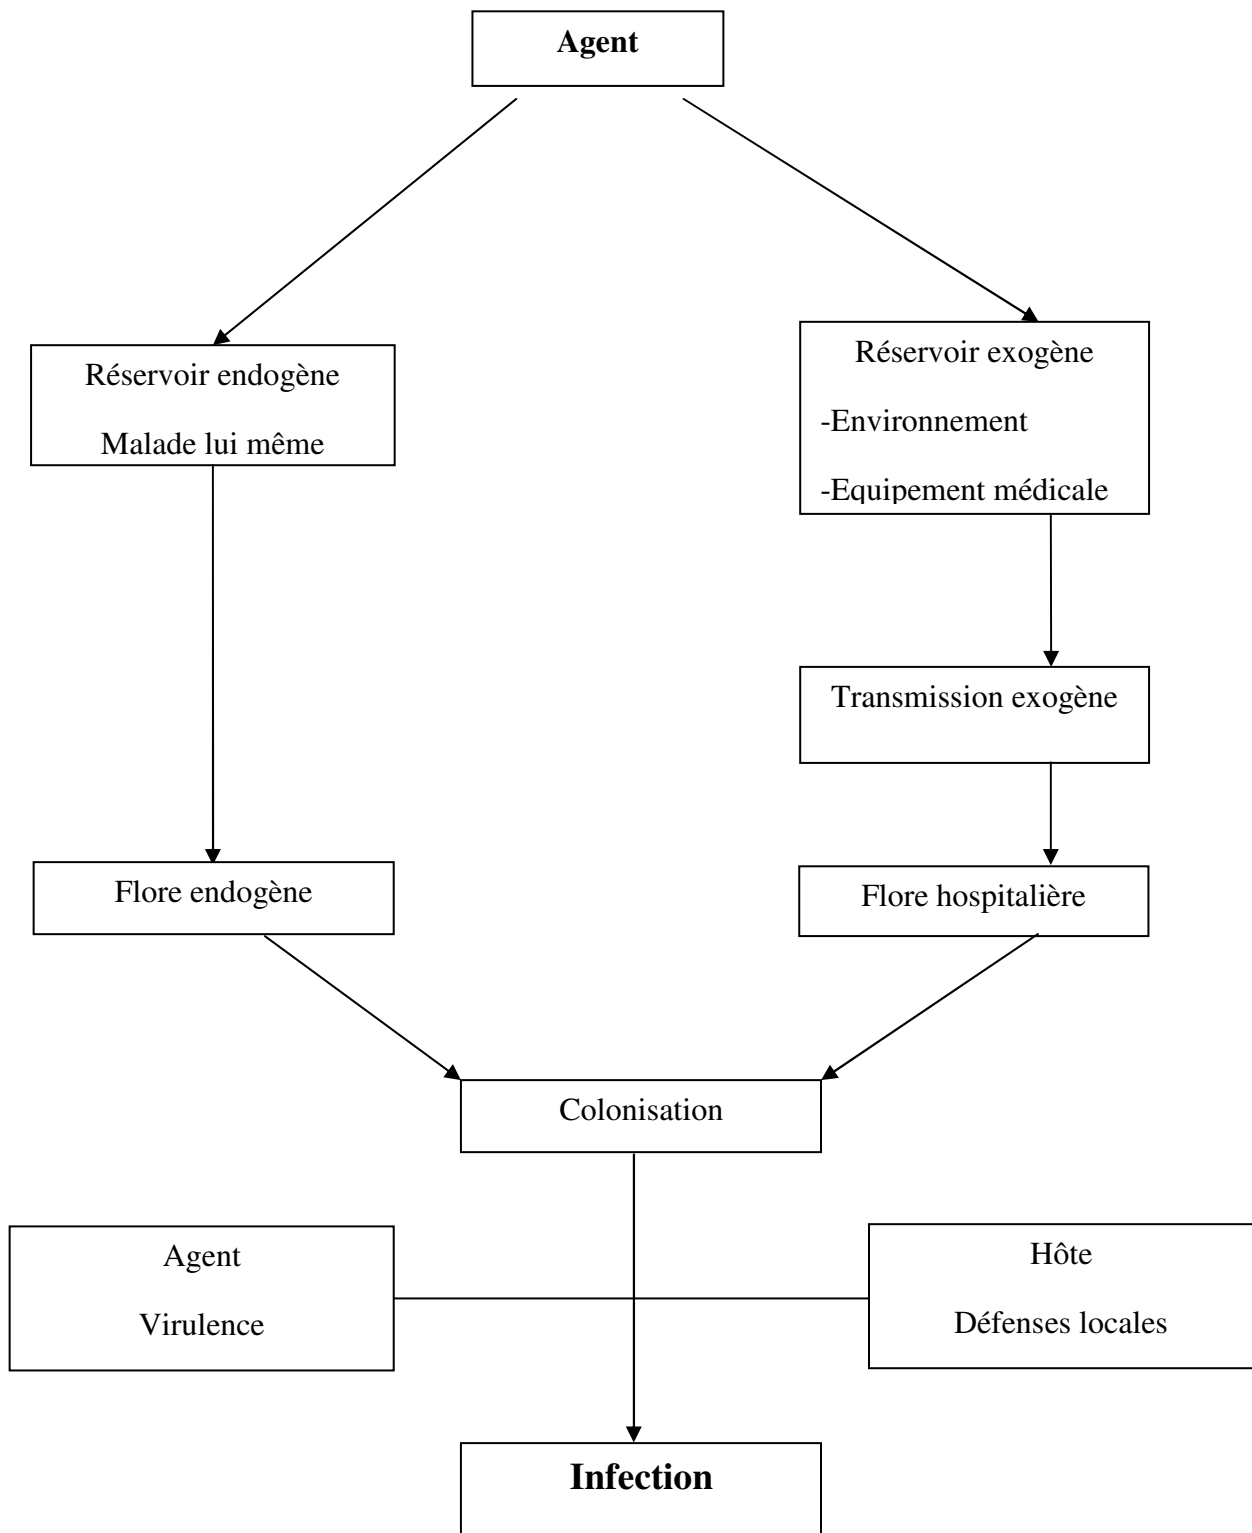 Agent
Réservoir endogène
Malade lui même
Réservoir exogène
-Environnement
-Equipement médicale
Transmission exogène
Flore endogène
Flore hospitalière
Colonisation
Agent
Virulence
Hôte
Défenses locales
Infection